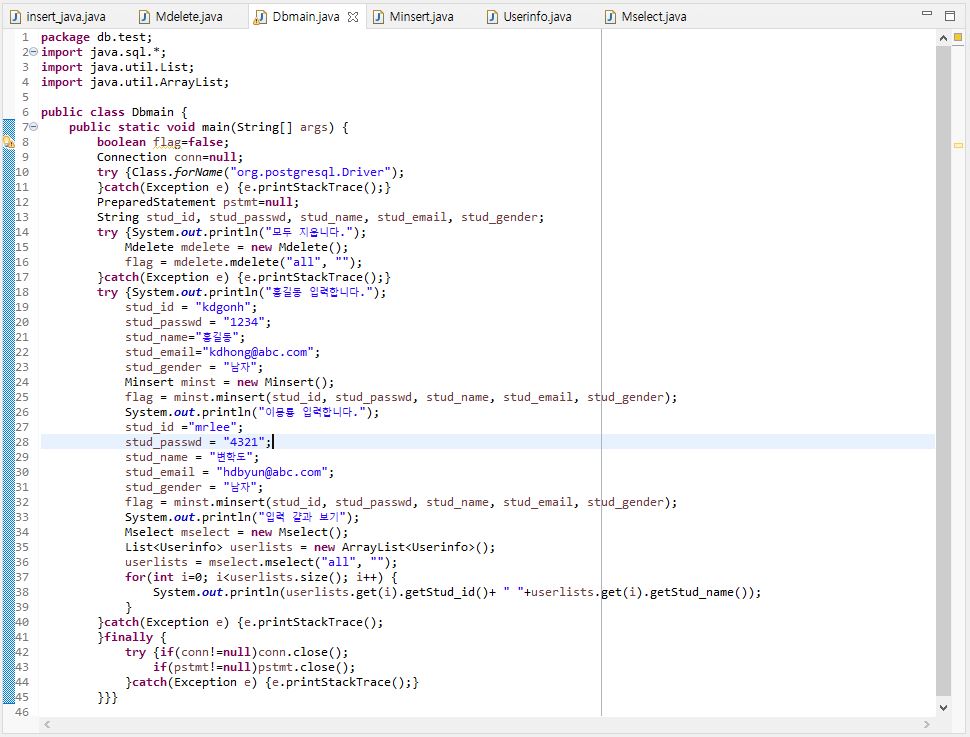 insert_java.java Mdelete.java Dbmain.java Minsert.java Userinfo.java Mselect.java
1 package db.test;
2 import java.sql.*;
3 import java.util.List;
4 import java.util.ArrayList;
5
6 public class Dbmain {
7 public static void main(String[] args) {
8 boolean flag=false;
9 Connection conn=null;
10 try {Class.forName("org.postgresql.Driver");
11 }catch(Exception e) {e.printStackTrace();}
12 PreparedStatement pstmt=null;
13 String stud_id, stud_passwd, stud_name, stud_email, stud_gender;
14 try {System.out.println("모두 지웁니다.");
15 Mdelete mdelete = new Mdelete();
16 flag = mdelete.mdelete("all", "");
17 }catch(Exception e) {e.printStackTrace();}
18 try {System.out.println("홍길동 입력합니다.");
19 stud_id = "kdgonh";
20 stud_passwd = "1234";
21 stud_name="홍길동";
22 stud_email="kdhong@abc.com";
23 stud_gender = "남자";
24 Minsert minst = new Minsert();
25 flag = minst.minsert(stud_id, stud_passwd, stud_name, stud_email, stud_gender);
26 System.out.println("이몽룡 입력합니다.");
27 stud_id ="mrlee";
28 stud_passwd = "4321";
29 stud_name = "변학도";
30 stud_email = "hdbyun@abc.com";
31 stud_gender = "남자";
32 flag = minst.minsert(stud_id, stud_passwd, stud_name, stud_email, stud_gender);
33 System.out.println("입력 결과 보기");
34 Mselect mselect = new Mselect();
35 List<Userinfo> userlists = new ArrayList<Userinfo>();
36 userlists = mselect.mselect("all", "");
37 for(int i=0; i<userlists.size(); i++) {
38 System.out.println(userlists.get(i).getStud_id()+ " "+userlists.get(i).getStud_name());
39 }
40 }catch(Exception e) {e.printStackTrace();
41 }finally {
42 try {if(conn!=null)conn.close();
43 if(pstmt!=null)pstmt.close();
44 }catch(Exception e) {e.printStackTrace();}
45 }}}
46